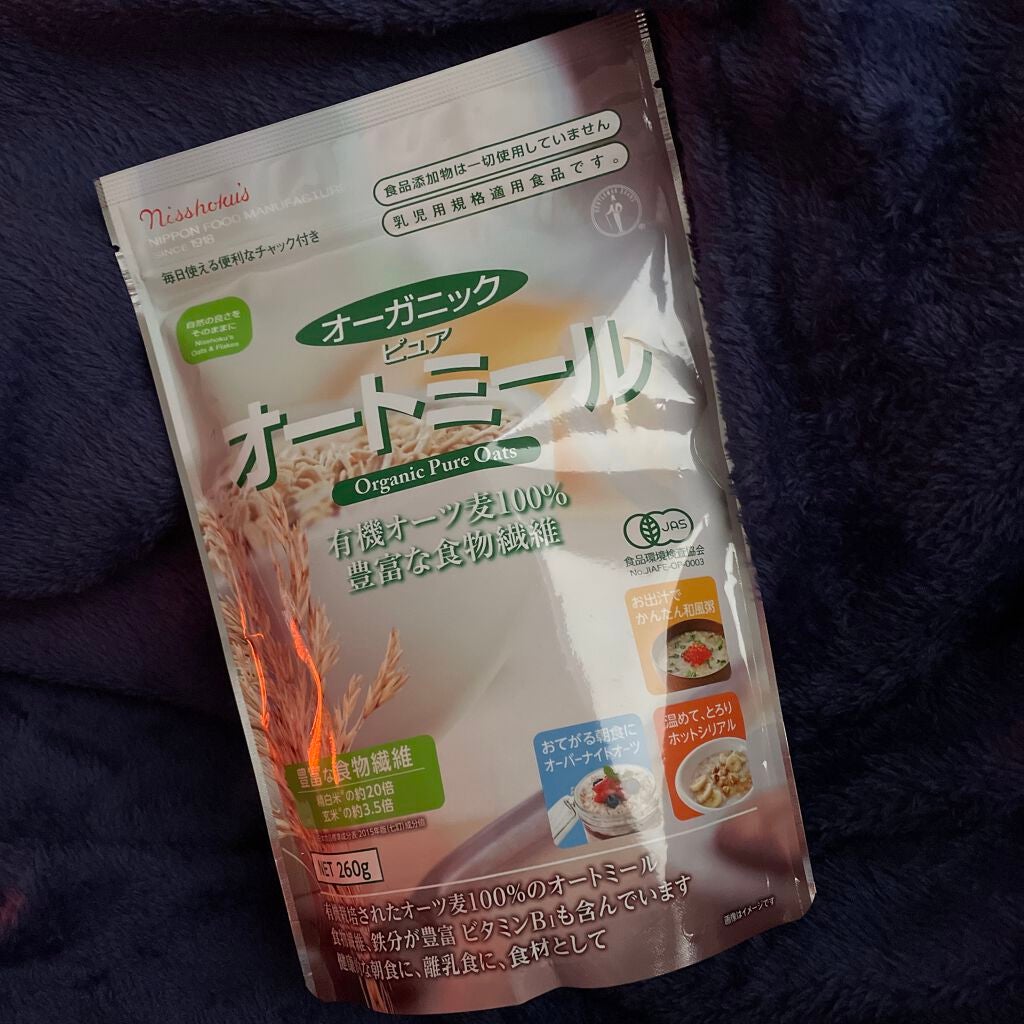 Nisshoku's
NIPPON FOOD MANUFACTURER
SINCE 1918
食品添加物は一切使用していません
乳児用規格適用食品です。
毎日使える便利なチャック付き
自然の良さを
そのままに
Nisshoku's
Oats & Flakes
オーガニック
ピュア
オートミール
Organic Pure Oats
有機オーツ麦100%
豊富な食物繊維
JAS
食品環境検査協会
No.JIAFE-OP-0003
お出汁で
かんたん和風粥
温めて、とろり
ホットシリアル
おてがる朝食に
オーバーナイトオーツ
豊富な食物繊維
精白米※の約20倍
玄米※の約3.5倍
NET 260g
有機栽培されたオーツ麦100%のオートミール
食物繊維、鉄分が豊富 ビタミンB1も含んでいます
健康的な朝食に、離乳食に、食材として
画像はイメージです